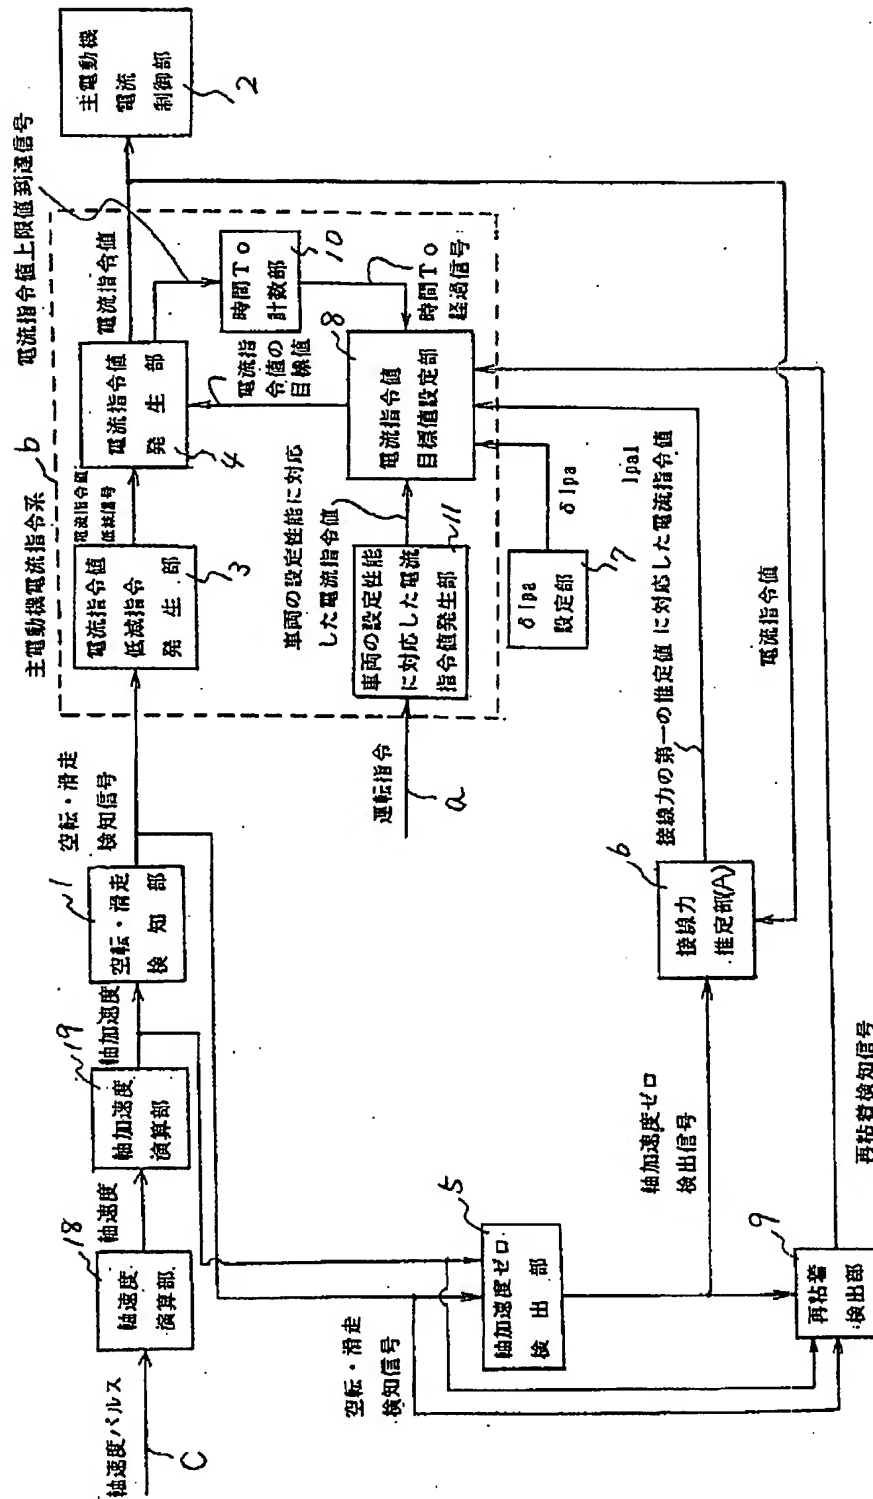 軸速度パルス
C
軸速度
演算部
18
軸速度
軸加速度
演算部
19
軸加速度
空転・滑走
検知部
1
空転・滑走
検知信号
主電動機電流指令系
b
電流指令値
低減指令
発生部
3
電流指令値
低減信号
電流指令値
発生部
4
電流指令値
電流指令値上限値到達信号
主電動機
電流
制御部
2
時間To
計数部
10
時間To
経過信号
電流指
令値の
目標値
電流指令値
目標値設定部
8
車両の設定性能に対応
した電流指令値
車両の設定性能
に対応した電流
指令値発生部
11
運転指令
a
δIpa
設定部
7
δIpa
Ipa1
接線力の第一の推定値に対応した電流指令値
電流指令値
接線力
推定部(A)
6
軸加速度ゼロ
検出信号
空転・滑走
検知信号
軸加速度ゼロ
検出部
5
再粘着
検出部
9
再粘着検知信号